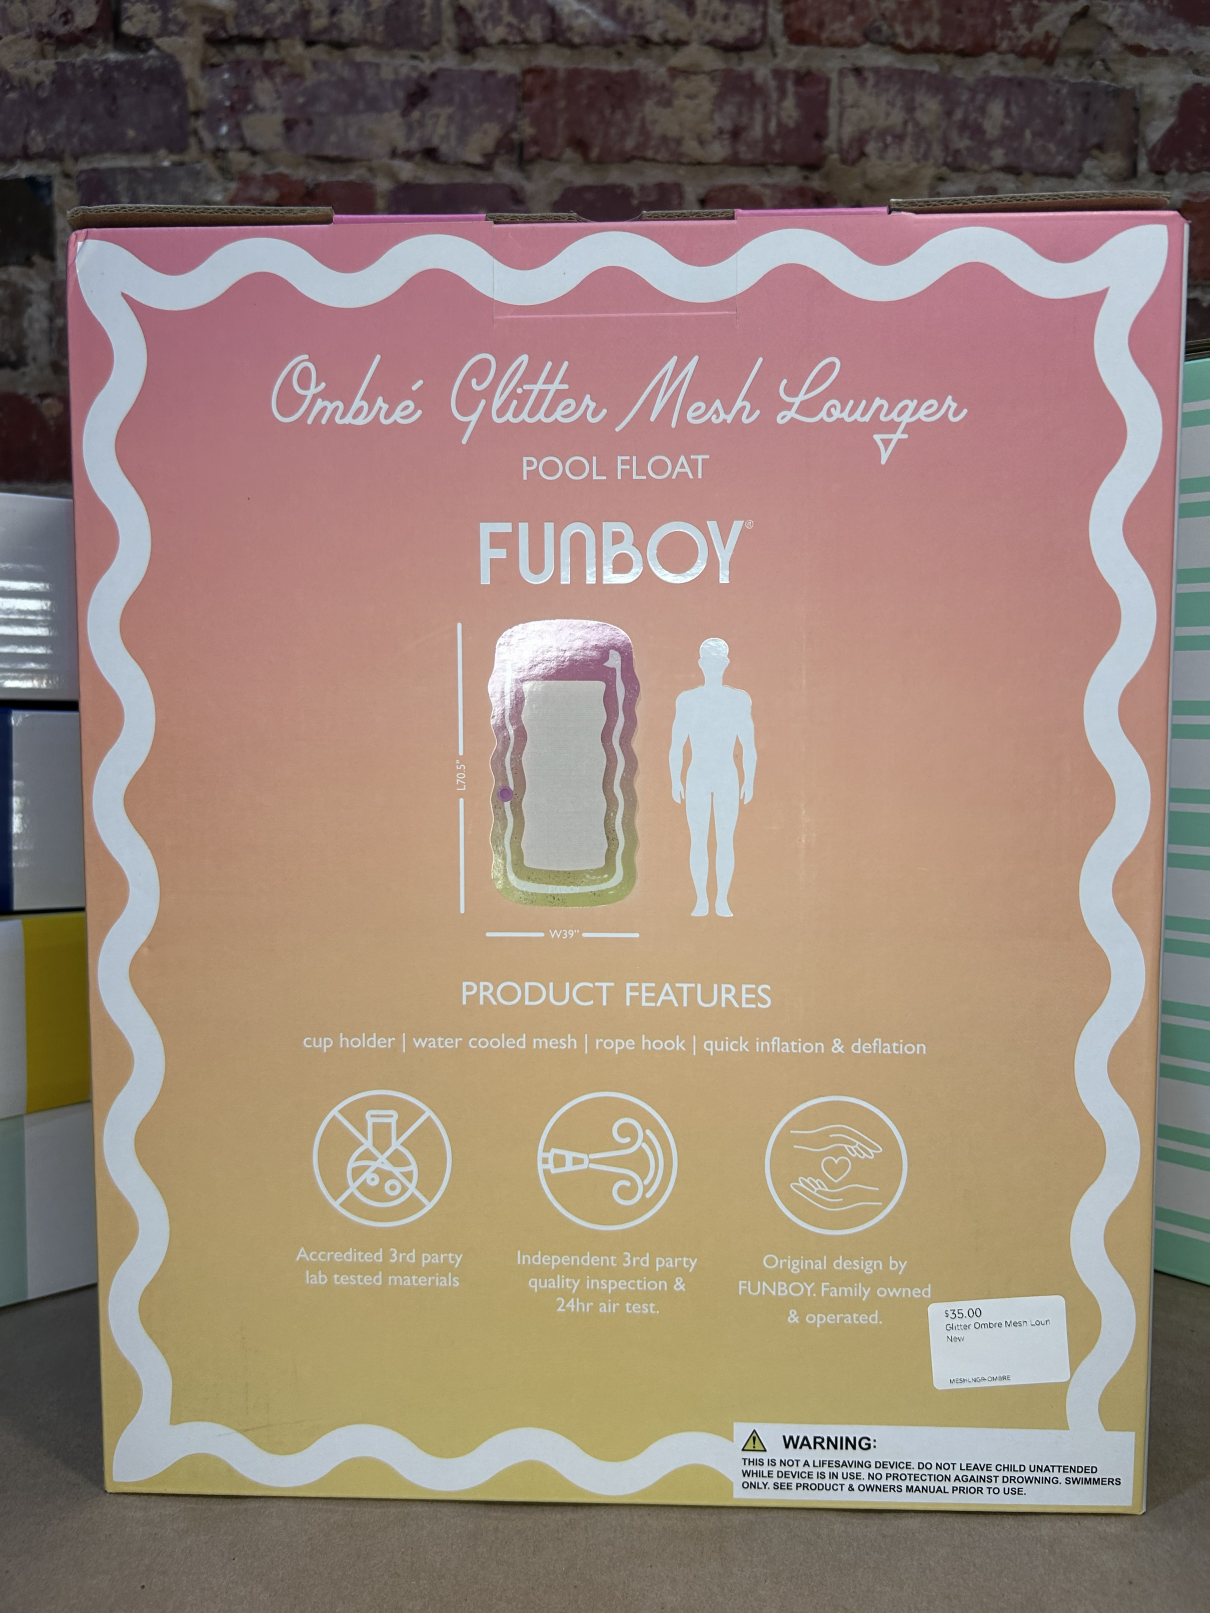 Ombré Glitter Mesh Lounger
POOL FLOAT
FUNBOY®
L70.5"
W39"
PRODUCT FEATURES
cup holder | water cooled mesh | rope hook | quick inflation & deflation
Accredited 3rd party
lab tested materials
Independent 3rd party
quality inspection &
24hr air test.
Original design by
FUNBOY. Family owned
& operated.
$35.00
Glitter Ombre Mesh Loun
New
MESHLNGR-OMBRE
WARNING:
THIS IS NOT A LIFESAVING DEVICE. DO NOT LEAVE CHILD UNATTENDED
WHILE DEVICE IS IN USE. NO PROTECTION AGAINST DROWNING. SWIMMERS
ONLY. SEE PRODUCT & OWNERS MANUAL PRIOR TO USE.